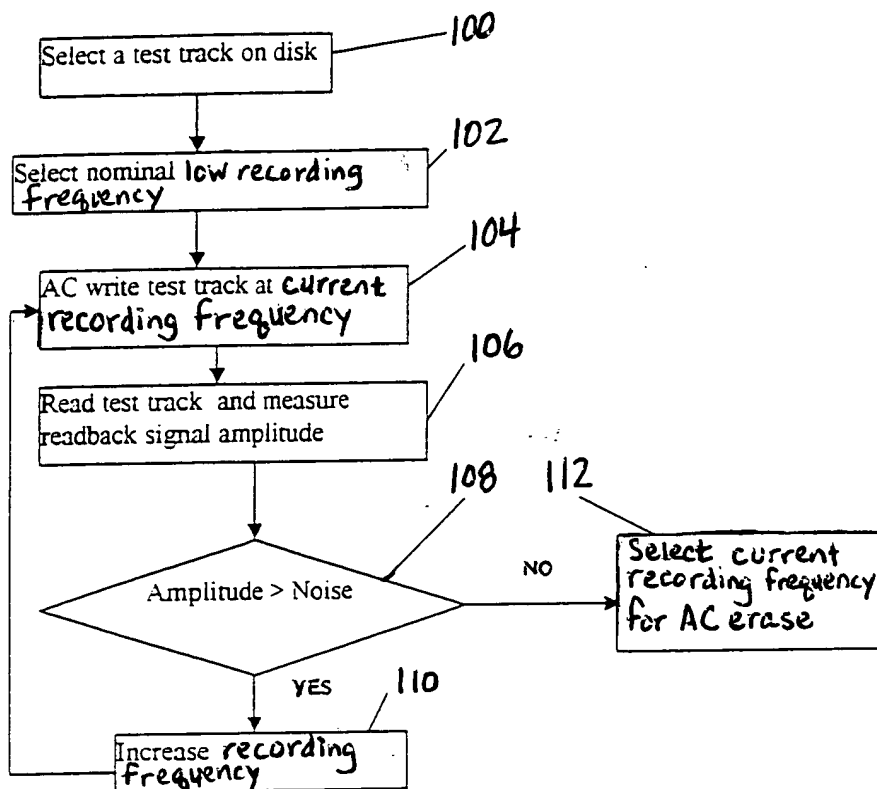 100
Select a test track on disk
102
Select nominal low recording
frequency
104
AC write test track at current
recording frequency
106
Read test track and measure
readback signal amplitude
108
112
Amplitude > Noise
NO
Select current
recording frequency
for AC erase
YES
110
Increase recording
frequency